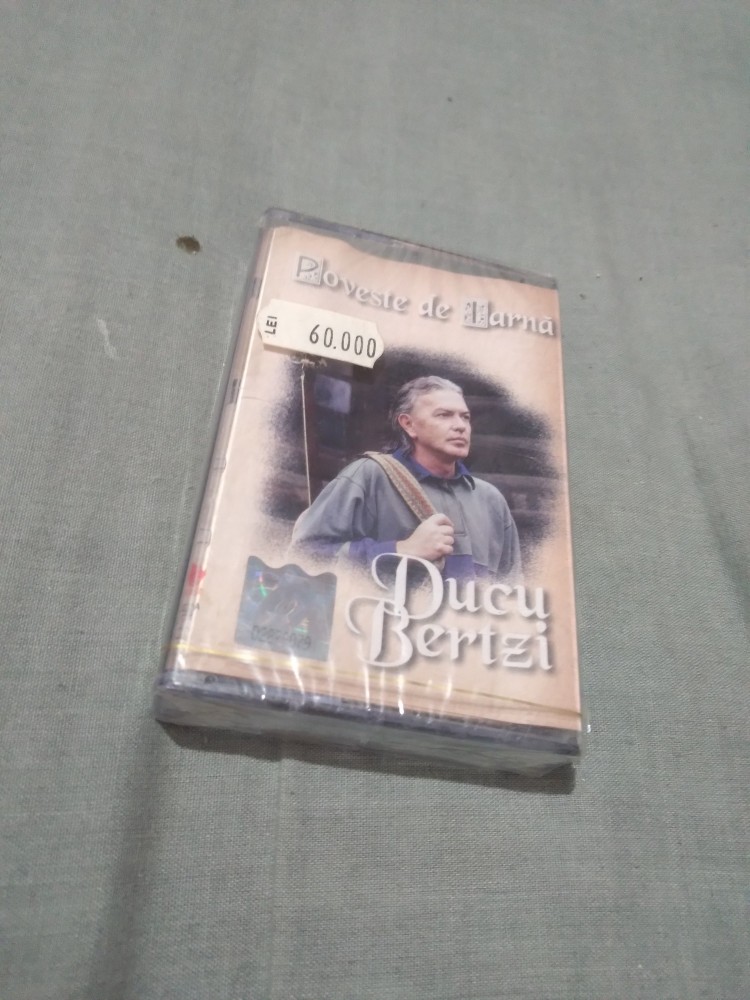 Poveste de Iarnă
LEI 60.000
Ducu
Bertzi